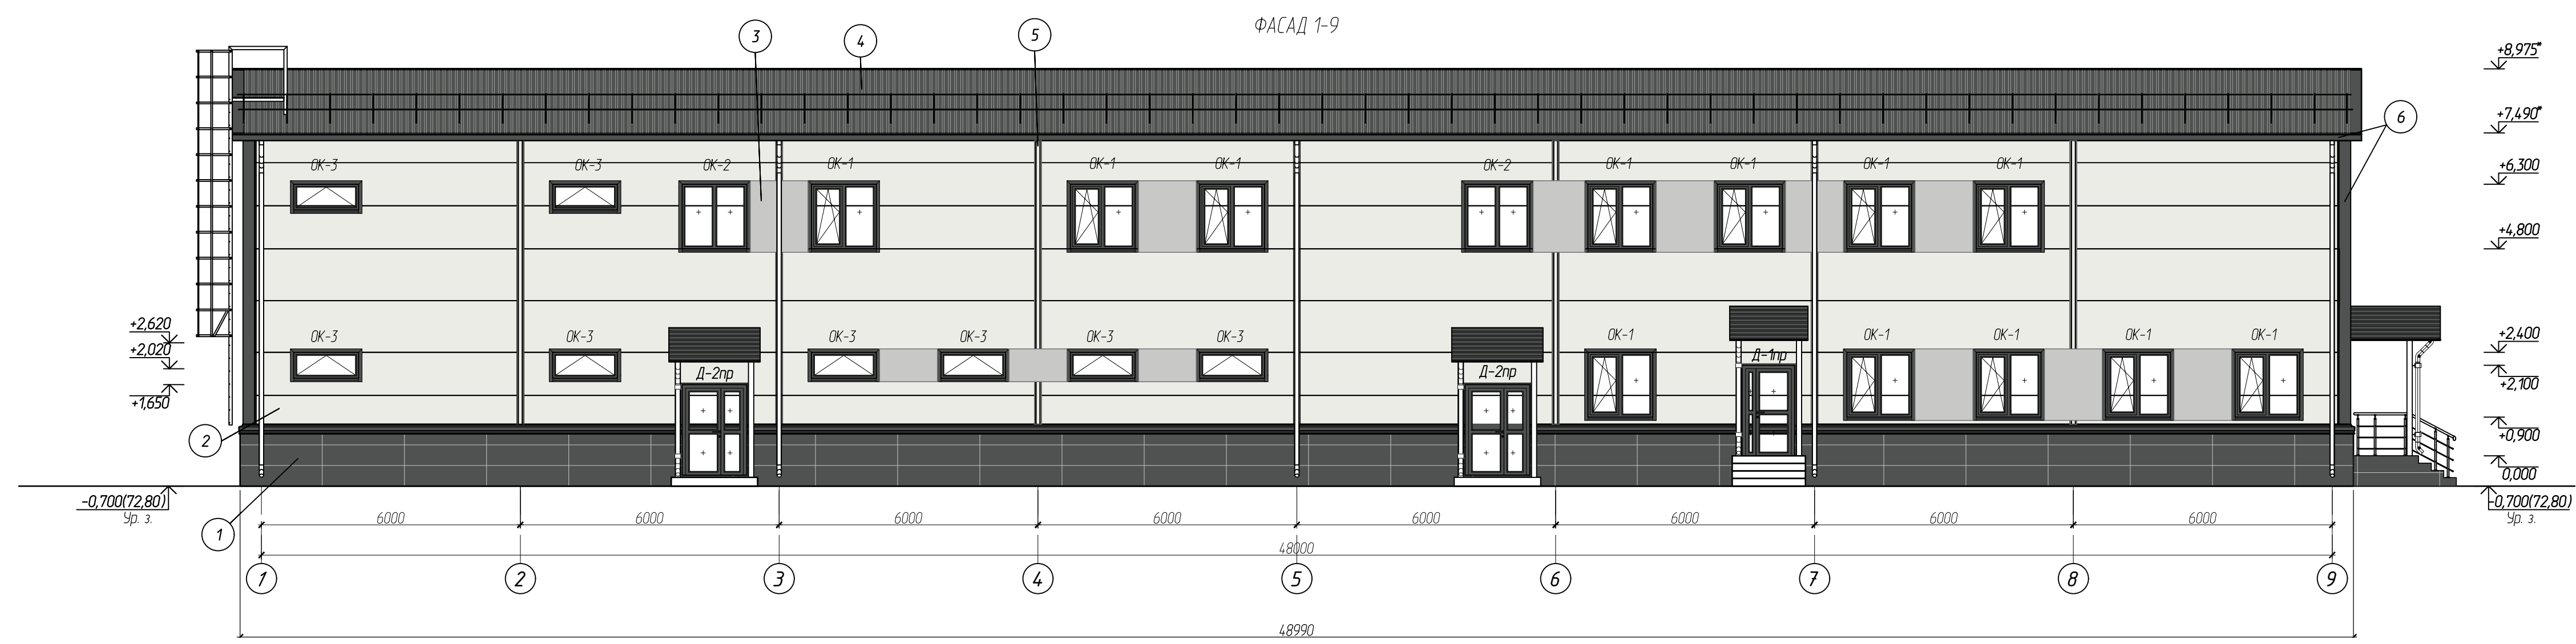 ФАСАД 1-9
3
4
5
6
+8,975*
+7,490*
+6,300
+4,800
+2,400
+2,100
+0,900
0,000
-0,700(72,80)
Ур. з.
ОК-3
ОК-3
ОК-2
ОК-1
ОК-1
ОК-1
ОК-2
ОК-1
ОК-1
ОК-1
ОК-1
+2,620
+2,020
+1,650
ОК-3
ОК-3
ОК-3
ОК-3
ОК-3
ОК-3
ОК-1
ОК-1
ОК-1
ОК-1
ОК-1
Д-2пр
Д-2пр
Д-1пр
2
1
-0,700(72,80)
Ур. з.
6000
6000
6000
6000
6000
6000
6000
6000
48000
1
2
3
4
5
6
7
8
9
48990